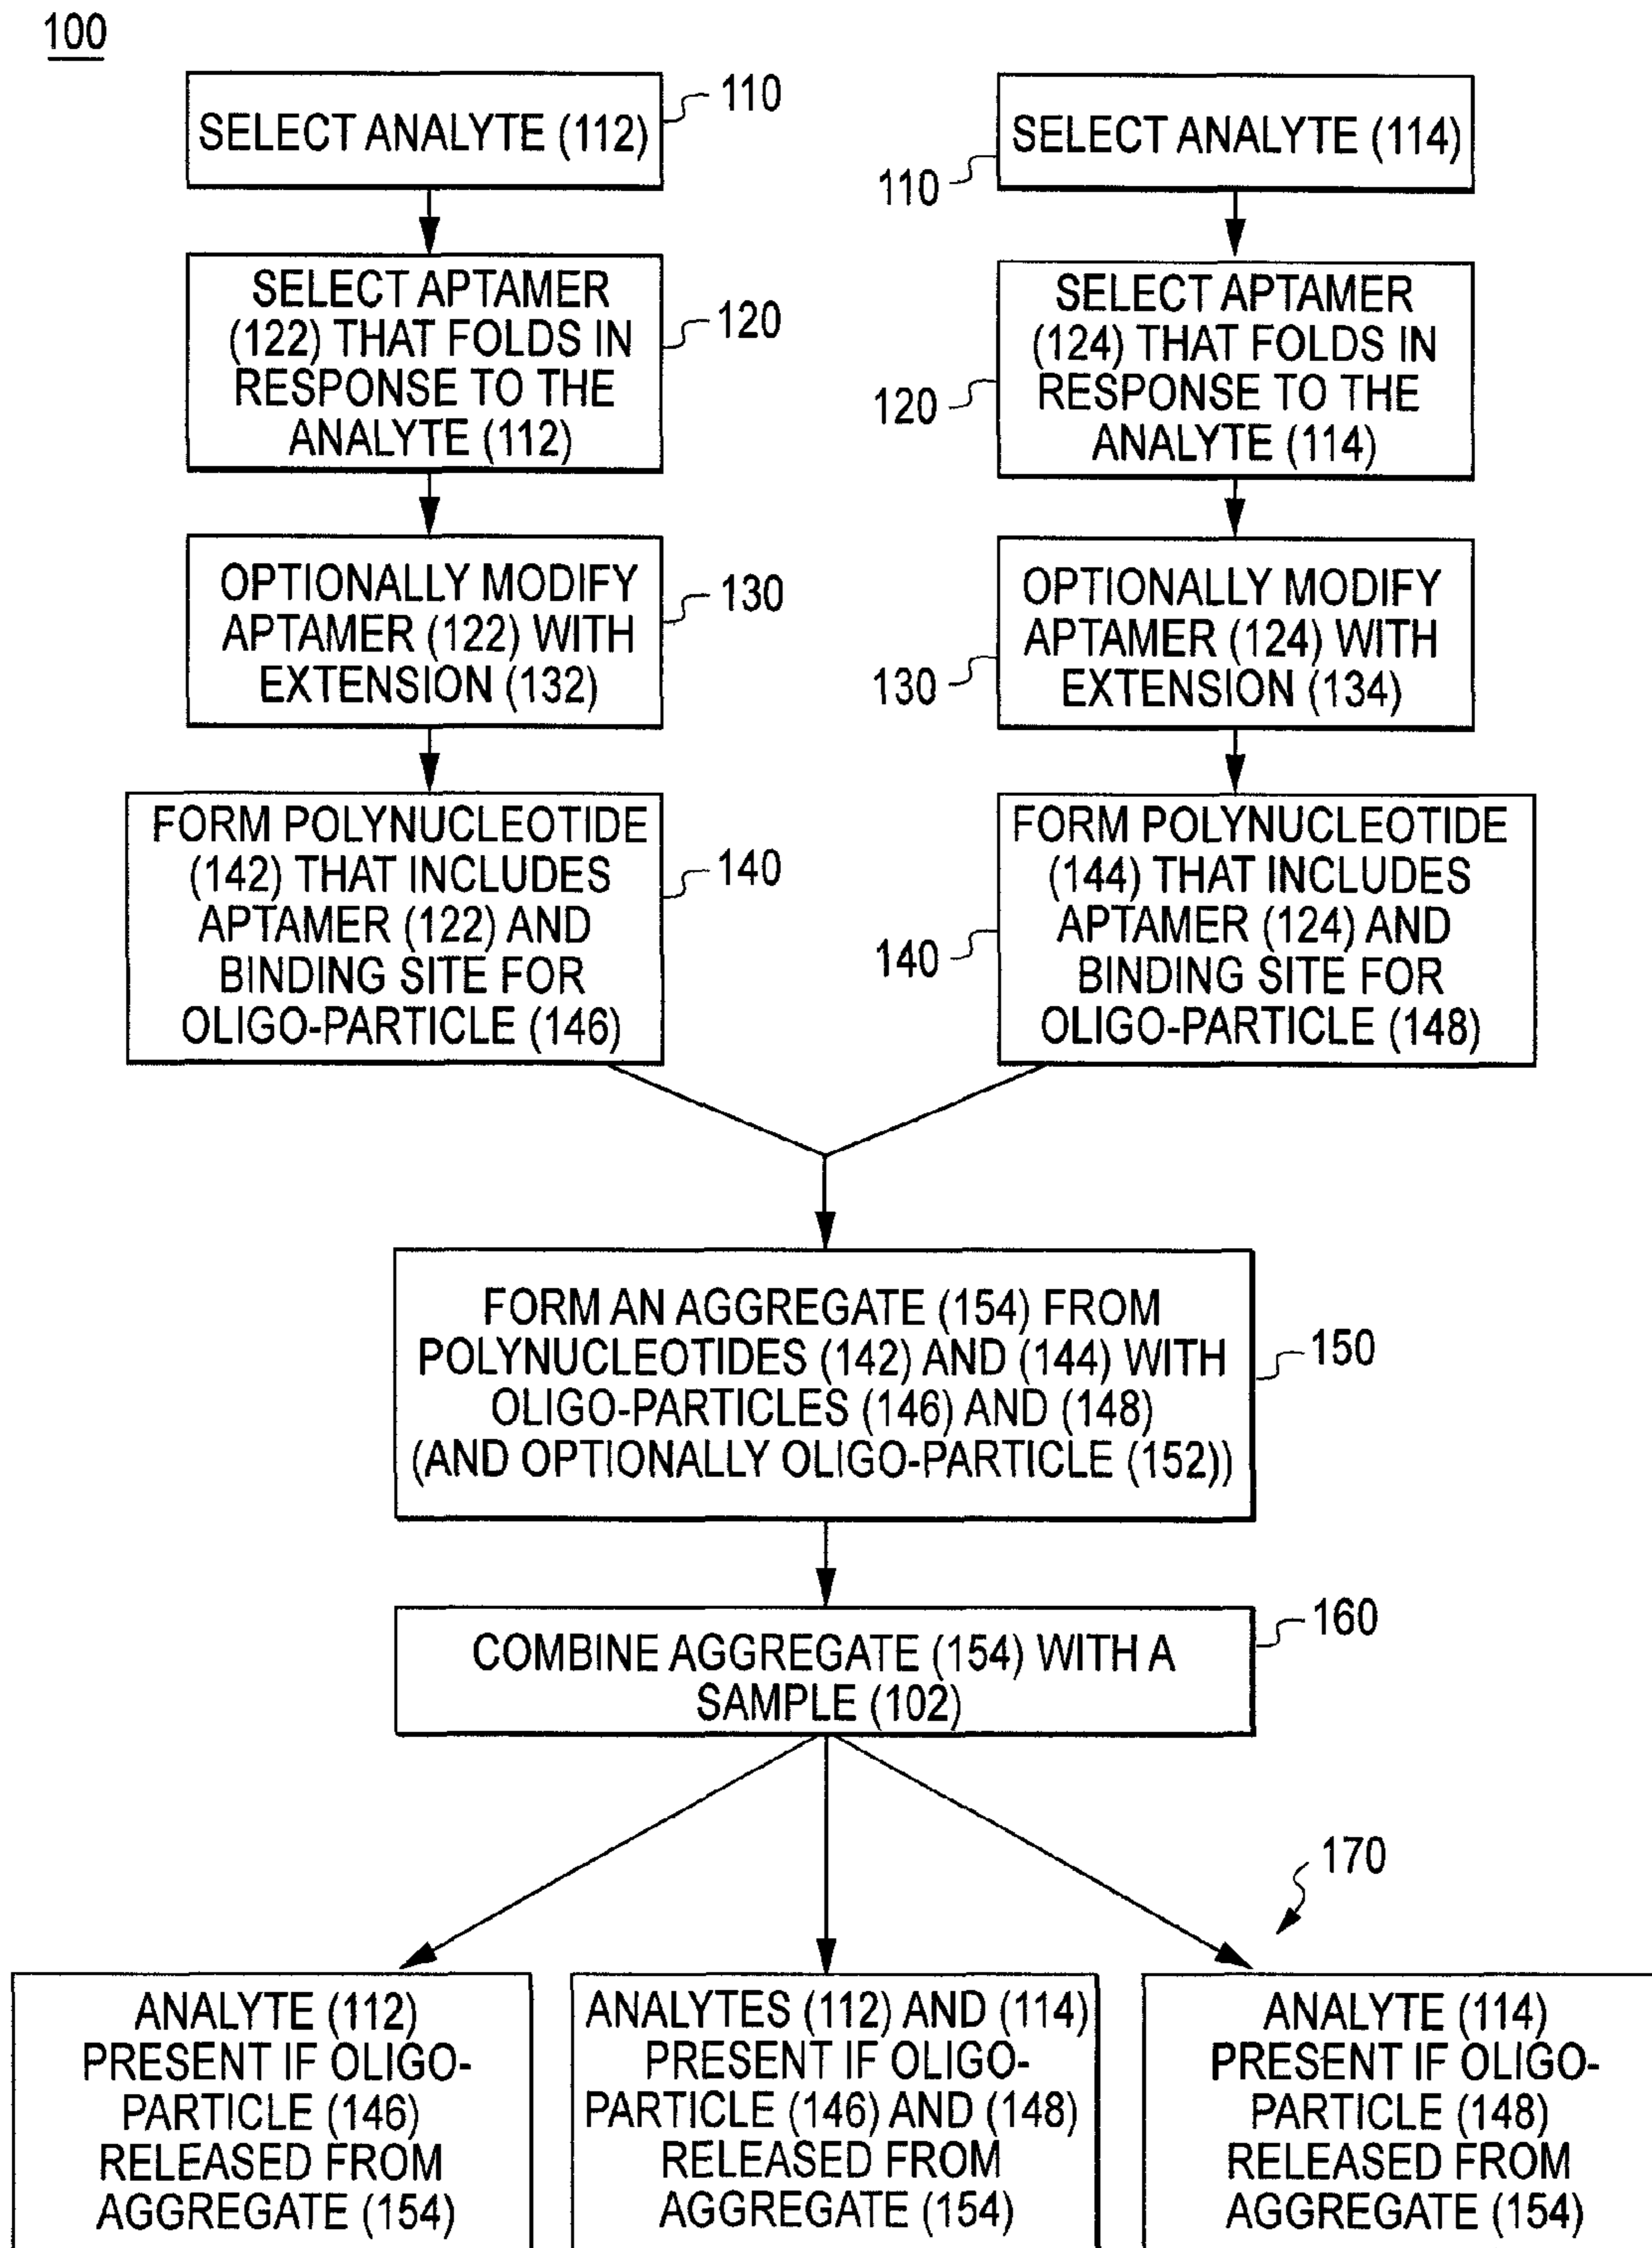 100
SELECT ANALYTE (112)
110
SELECT ANALYTE (114)
110
SELECT APTAMER
(122) THAT FOLDS IN
RESPONSE TO THE
ANALYTE (112)
120
SELECT APTAMER
(124) THAT FOLDS IN
RESPONSE TO THE
ANALYTE (114)
120
OPTIONALLY MODIFY
APTAMER (122) WITH
EXTENSION (132)
130
OPTIONALLY MODIFY
APTAMER (124) WITH
EXTENSION (134)
130
FORM POLYNUCLEOTIDE
(142) THAT INCLUDES
APTAMER (122) AND
BINDING SITE FOR
OLIGO-PARTICLE (146)
140
FORM POLYNUCLEOTIDE
(144) THAT INCLUDES
APTAMER (124) AND
BINDING SITE FOR
OLIGO-PARTICLE (148)
140
FORM AN AGGREGATE (154) FROM
POLYNUCLEOTIDES (142) AND (144) WITH
OLIGO-PARTICLES (146) AND (148)
(AND OPTIONALLY OLIGO-PARTICLE (152))
150
COMBINE AGGREGATE (154) WITH A
SAMPLE (102)
160
170
ANALYTE (112)
PRESENT IF OLIGO-
PARTICLE (146)
RELEASED FROM
AGGREGATE (154)
ANALYTES (112) AND (114)
PRESENT IF OLIGO-
PARTICLE (146) AND (148)
RELEASED FROM
AGGREGATE (154)
ANALYTE (114)
PRESENT IF OLIGO-
PARTICLE (148)
RELEASED FROM
AGGREGATE (154)